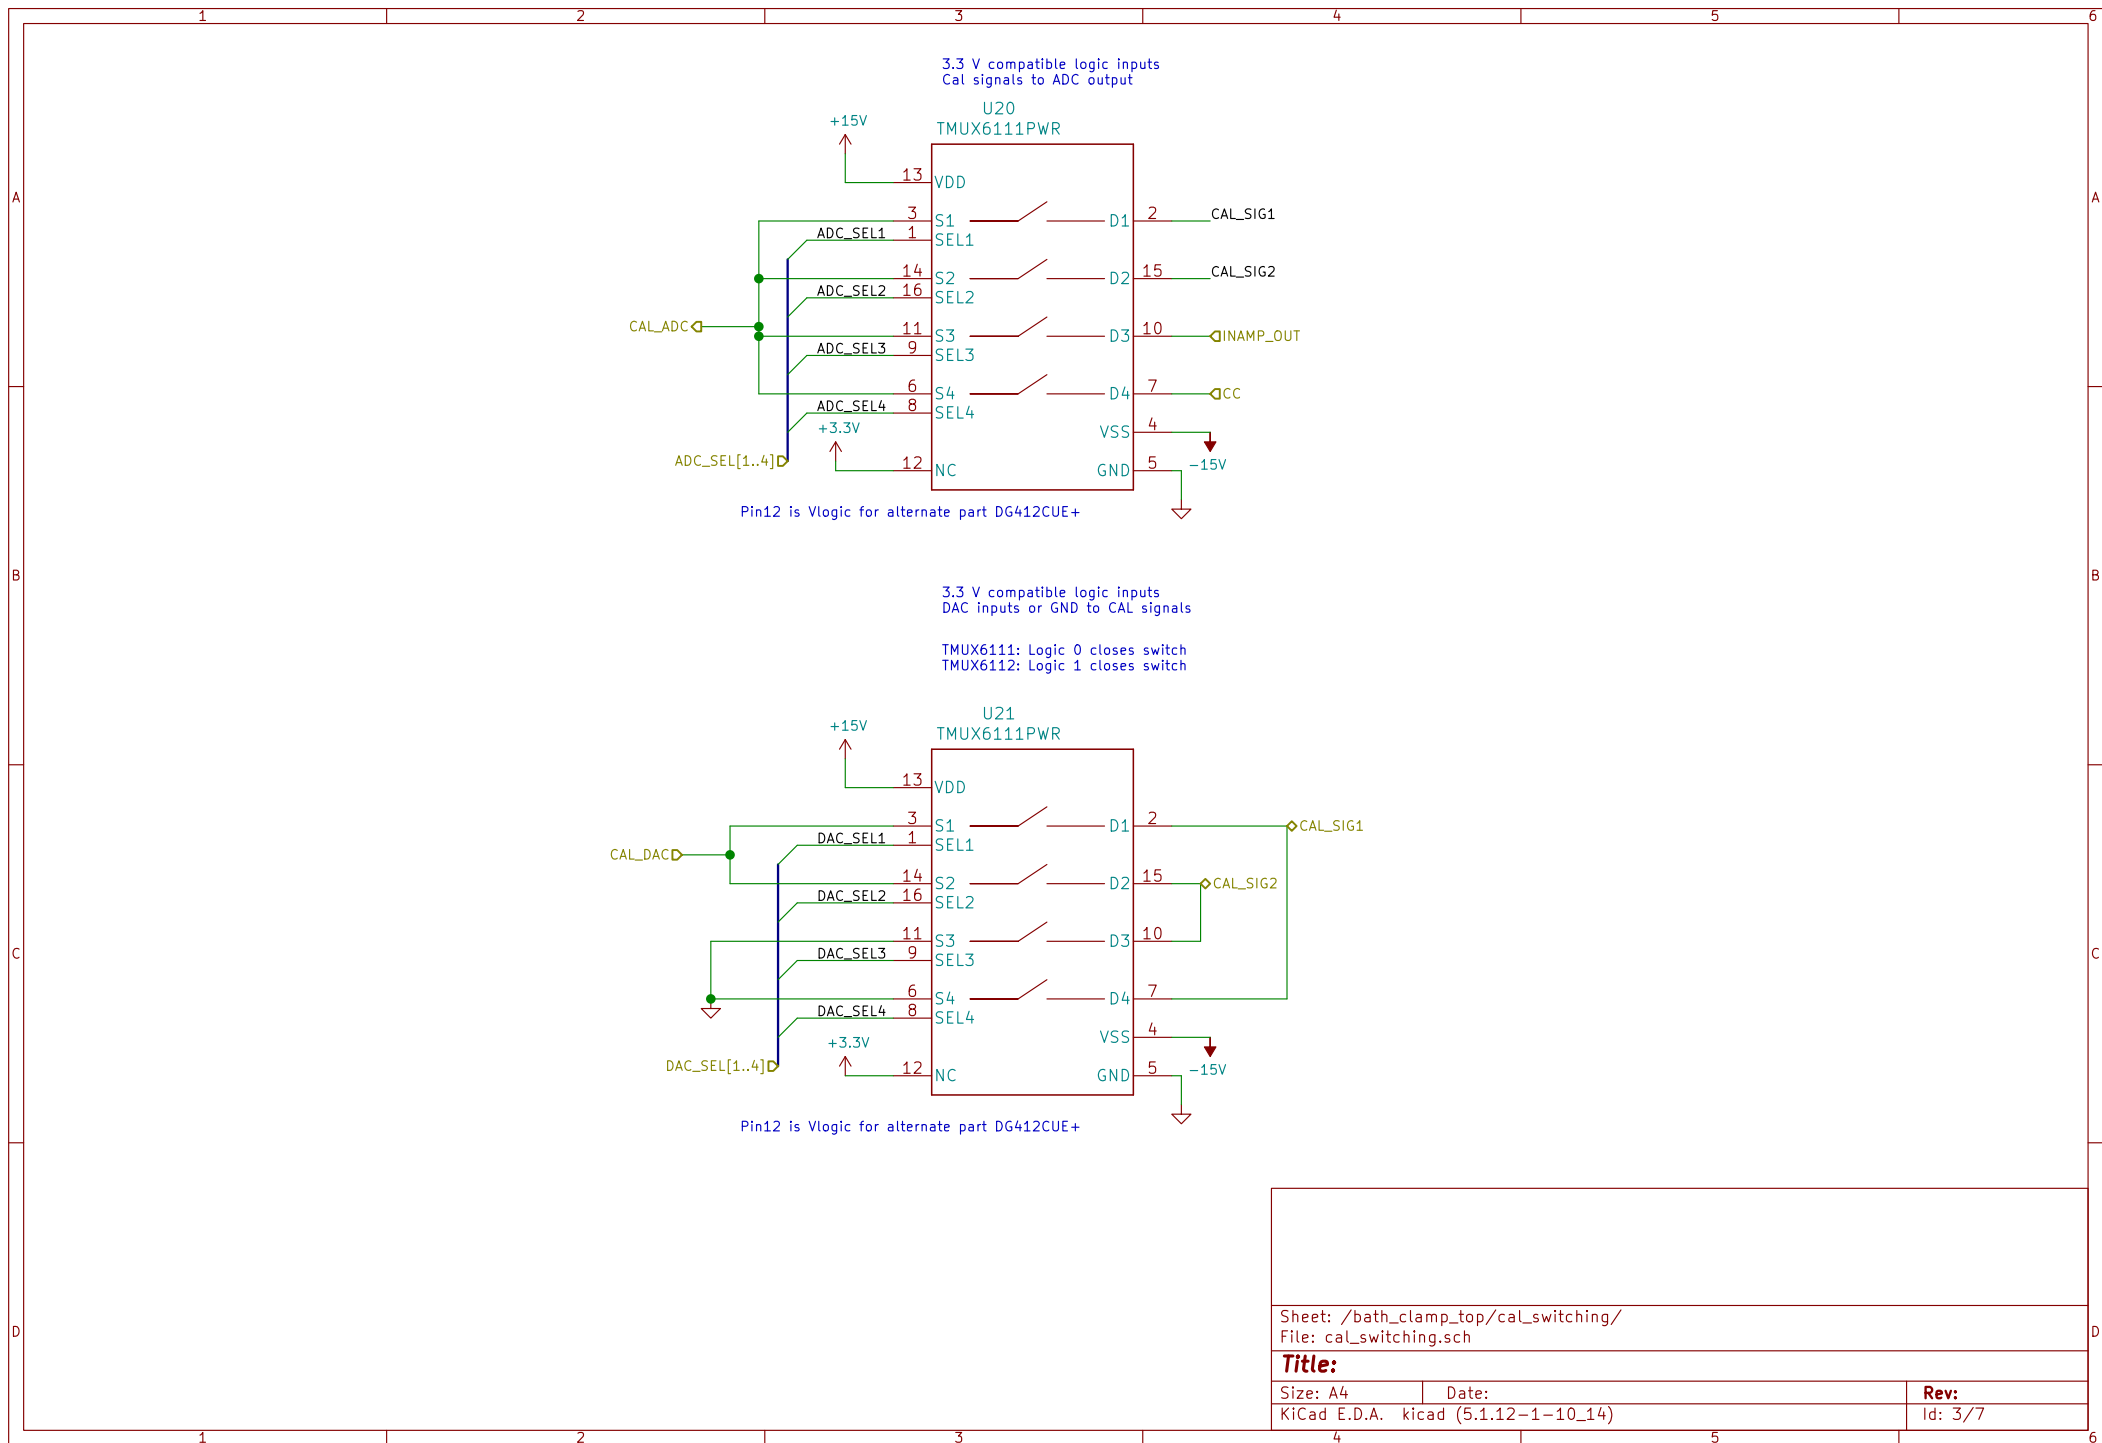 1 2 3 4 5 6
3.3 V compatible logic inputs
Cal signals to ADC output
U20
TMUX6111PWR
+15V
13 VDD
A A
3 S1 D1 2 CAL_SIG1
ADC_SEL1 1 SEL1
14 S2 D2 15 CAL_SIG2
ADC_SEL2 16 SEL2
CAL_ADC
11 S3 D3 10 INAMP_OUT
ADC_SEL3 9 SEL3
6 S4 D4 7 CC
ADC_SEL4 8 SEL4
+3.3V
VSS 4
ADC_SEL[1..4]
-15V
12 NC GND 5
Pin12 is Vlogic for alternate part DG412CUE+
B B
3.3 V compatible logic inputs
DAC inputs or GND to CAL signals
TMUX6111: Logic 0 closes switch
TMUX6112: Logic 1 closes switch
U21
TMUX6111PWR
+15V
13 VDD
3 S1 D1 2 CAL_SIG1
DAC_SEL1 1 SEL1
CAL_DAC
14 S2 D2 15 CAL_SIG2
DAC_SEL2 16 SEL2
11 S3 D3 10
C C
DAC_SEL3 9 SEL3
6 S4 D4 7
DAC_SEL4 8 SEL4
VSS 4
+3.3V
DAC_SEL[1..4]
-15V
12 NC GND 5
Pin12 is Vlogic for alternate part DG412CUE+
Sheet: /bath_clamp_top/cal_switching/
File: cal_switching.sch
D D
Title:
Size: A4 Date: Rev:
KiCad E.D.A. kicad (5.1.12-1-10_14) Id: 3/7
1 2 3 4 5 6